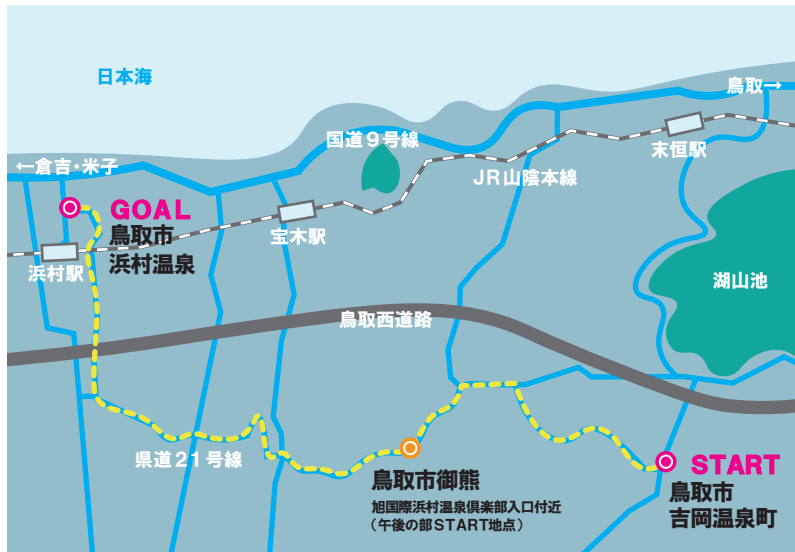 日本海
鳥取→
国道9号線
末恒駅
←倉吉・米子
JR山陰本線
GOAL
鳥取市
浜村温泉
宝木駅
浜村駅
湖山池
鳥取西道路
県道21号線
鳥取市御熊
旭国際浜村温泉倶楽部入口付近
（午後の部START地点）
START
鳥取市
吉岡温泉町